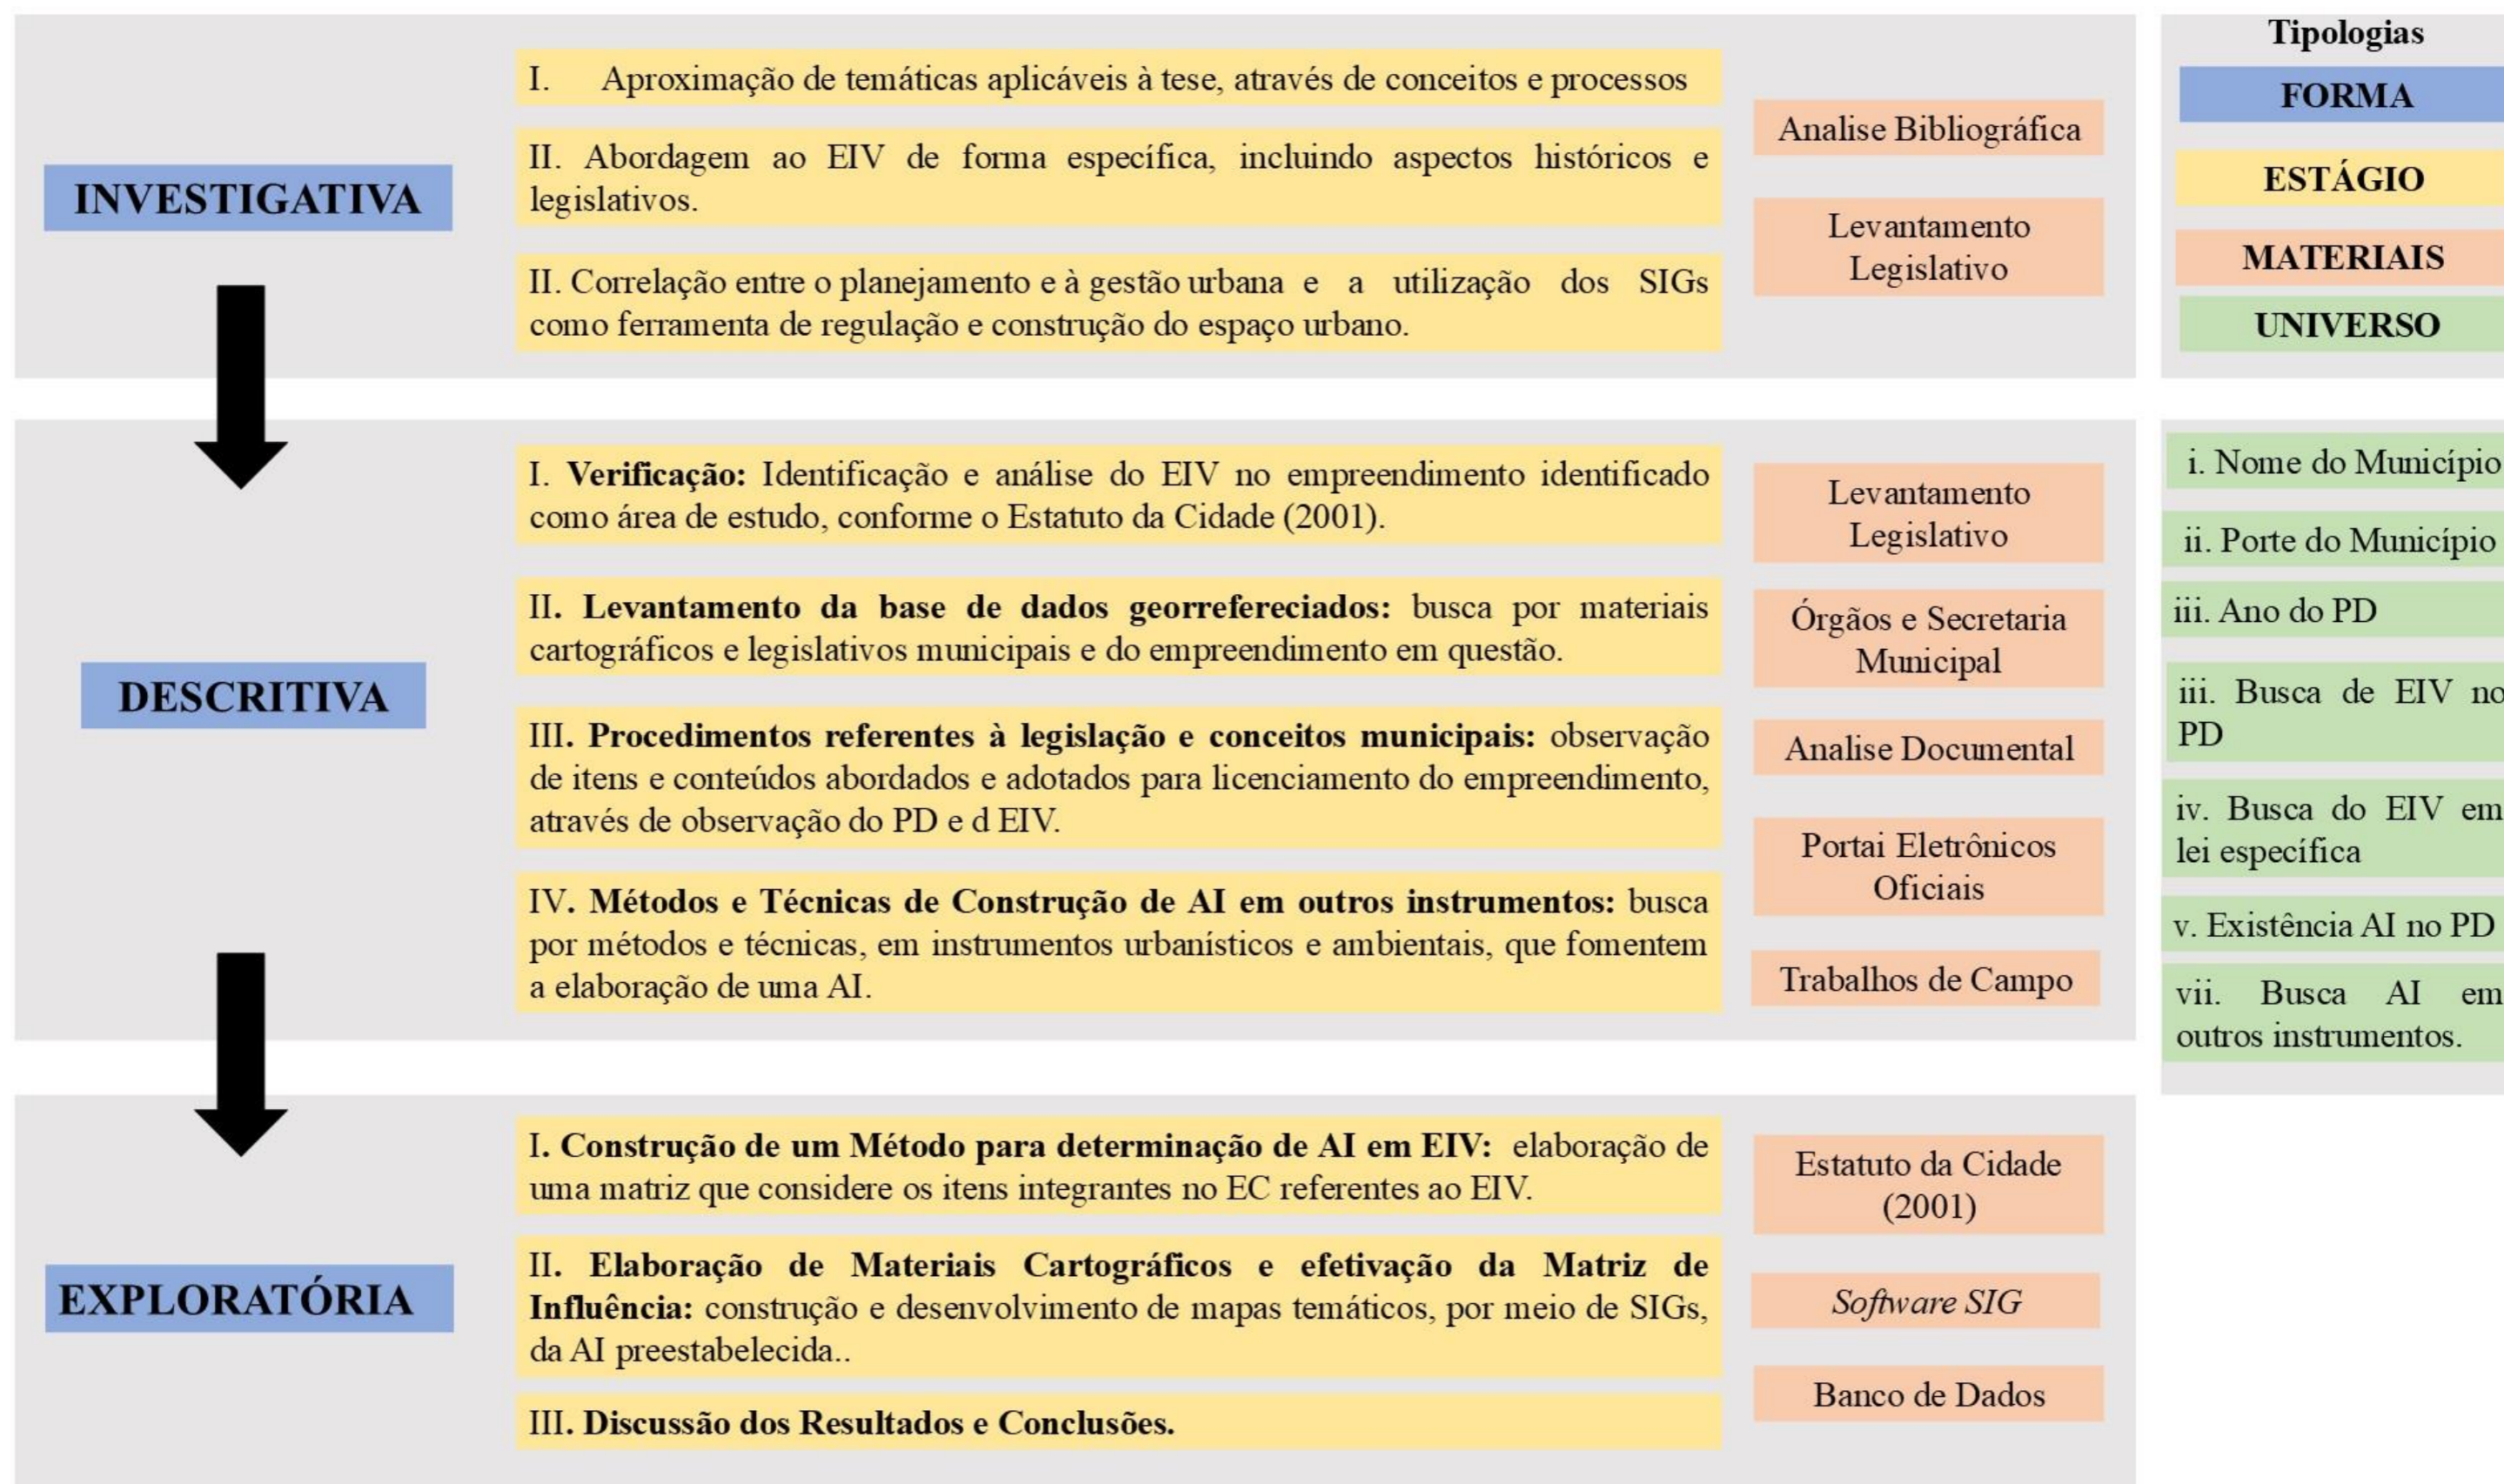 INVESTIGATIVA
I. Aproximação de temáticas aplicáveis à tese, através de conceitos e processos
II. Abordagem ao EIV de forma específica, incluindo aspectos históricos e
legislativos.
II. Correlação entre o planejamento e à gestão urbana e a utilização dos SIGs
como ferramenta de regulação e construção do espaço urbano.
Analise Bibliográfica
Levantamento
Legislativo
Tipologias
FORMA
ESTÁGIO
MATERIAIS
UNIVERSO
DESCRITIVA
I. Verificação: Identificação e análise do EIV no empreendimento identificado
como área de estudo, conforme o Estatuto da Cidade (2001).
II. Levantamento da base de dados georrefereciados: busca por materiais
cartográficos e legislativos municipais e do empreendimento em questão.
III. Procedimentos referentes à legislação e conceitos municipais: observação
de itens e conteúdos abordados e adotados para licenciamento do empreendimento,
através de observação do PD e d EIV.
IV. Métodos e Técnicas de Construção de AI em outros instrumentos: busca
por métodos e técnicas, em instrumentos urbanísticos e ambientais, que fomentem
a elaboração de uma AI.
Levantamento
Legislativo
Órgãos e Secretaria
Municipal
Analise Documental
Portai Eletrônicos
Oficiais
Trabalhos de Campo
i. Nome do Município
ii. Porte do Município
iii. Ano do PD
iii. Busca de EIV no
PD
iv. Busca do EIV em
lei específica
v. Existência AI no PD
vii. Busca AI em
outros instrumentos.
EXPLORATÓRIA
I. Construção de um Método para determinação de AI em EIV: elaboração de
uma matriz que considere os itens integrantes no EC referentes ao EIV.
II. Elaboração de Materiais Cartográficos e efetivação da Matriz de
Influência: construção e desenvolvimento de mapas temáticos, por meio de SIGs,
da AI preestabelecida..
III. Discussão dos Resultados e Conclusões.
Estatuto da Cidade
(2001)
Software SIG
Banco de Dados